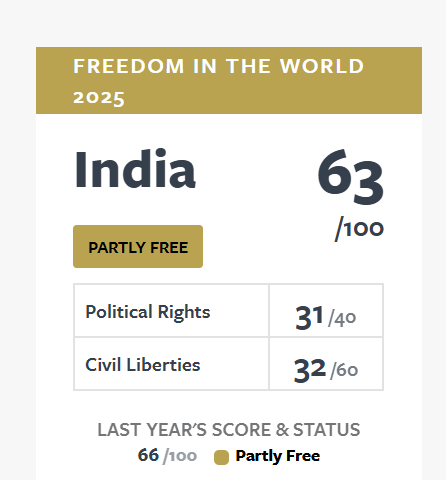 FREEDOM IN THE WORLD
2025
India 63
/100
PARTLY FREE
Political Rights 31 /40
Civil Liberties 32 /60
LAST YEAR'S SCORE & STATUS
66 /100 Partly Free